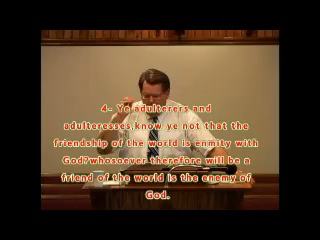 4- Ye adulterers and
adulteresses,know ye not that the
friendship of the world is enmity with
God?whosoever therefore will be a
friend of the world is the enemy of
God.